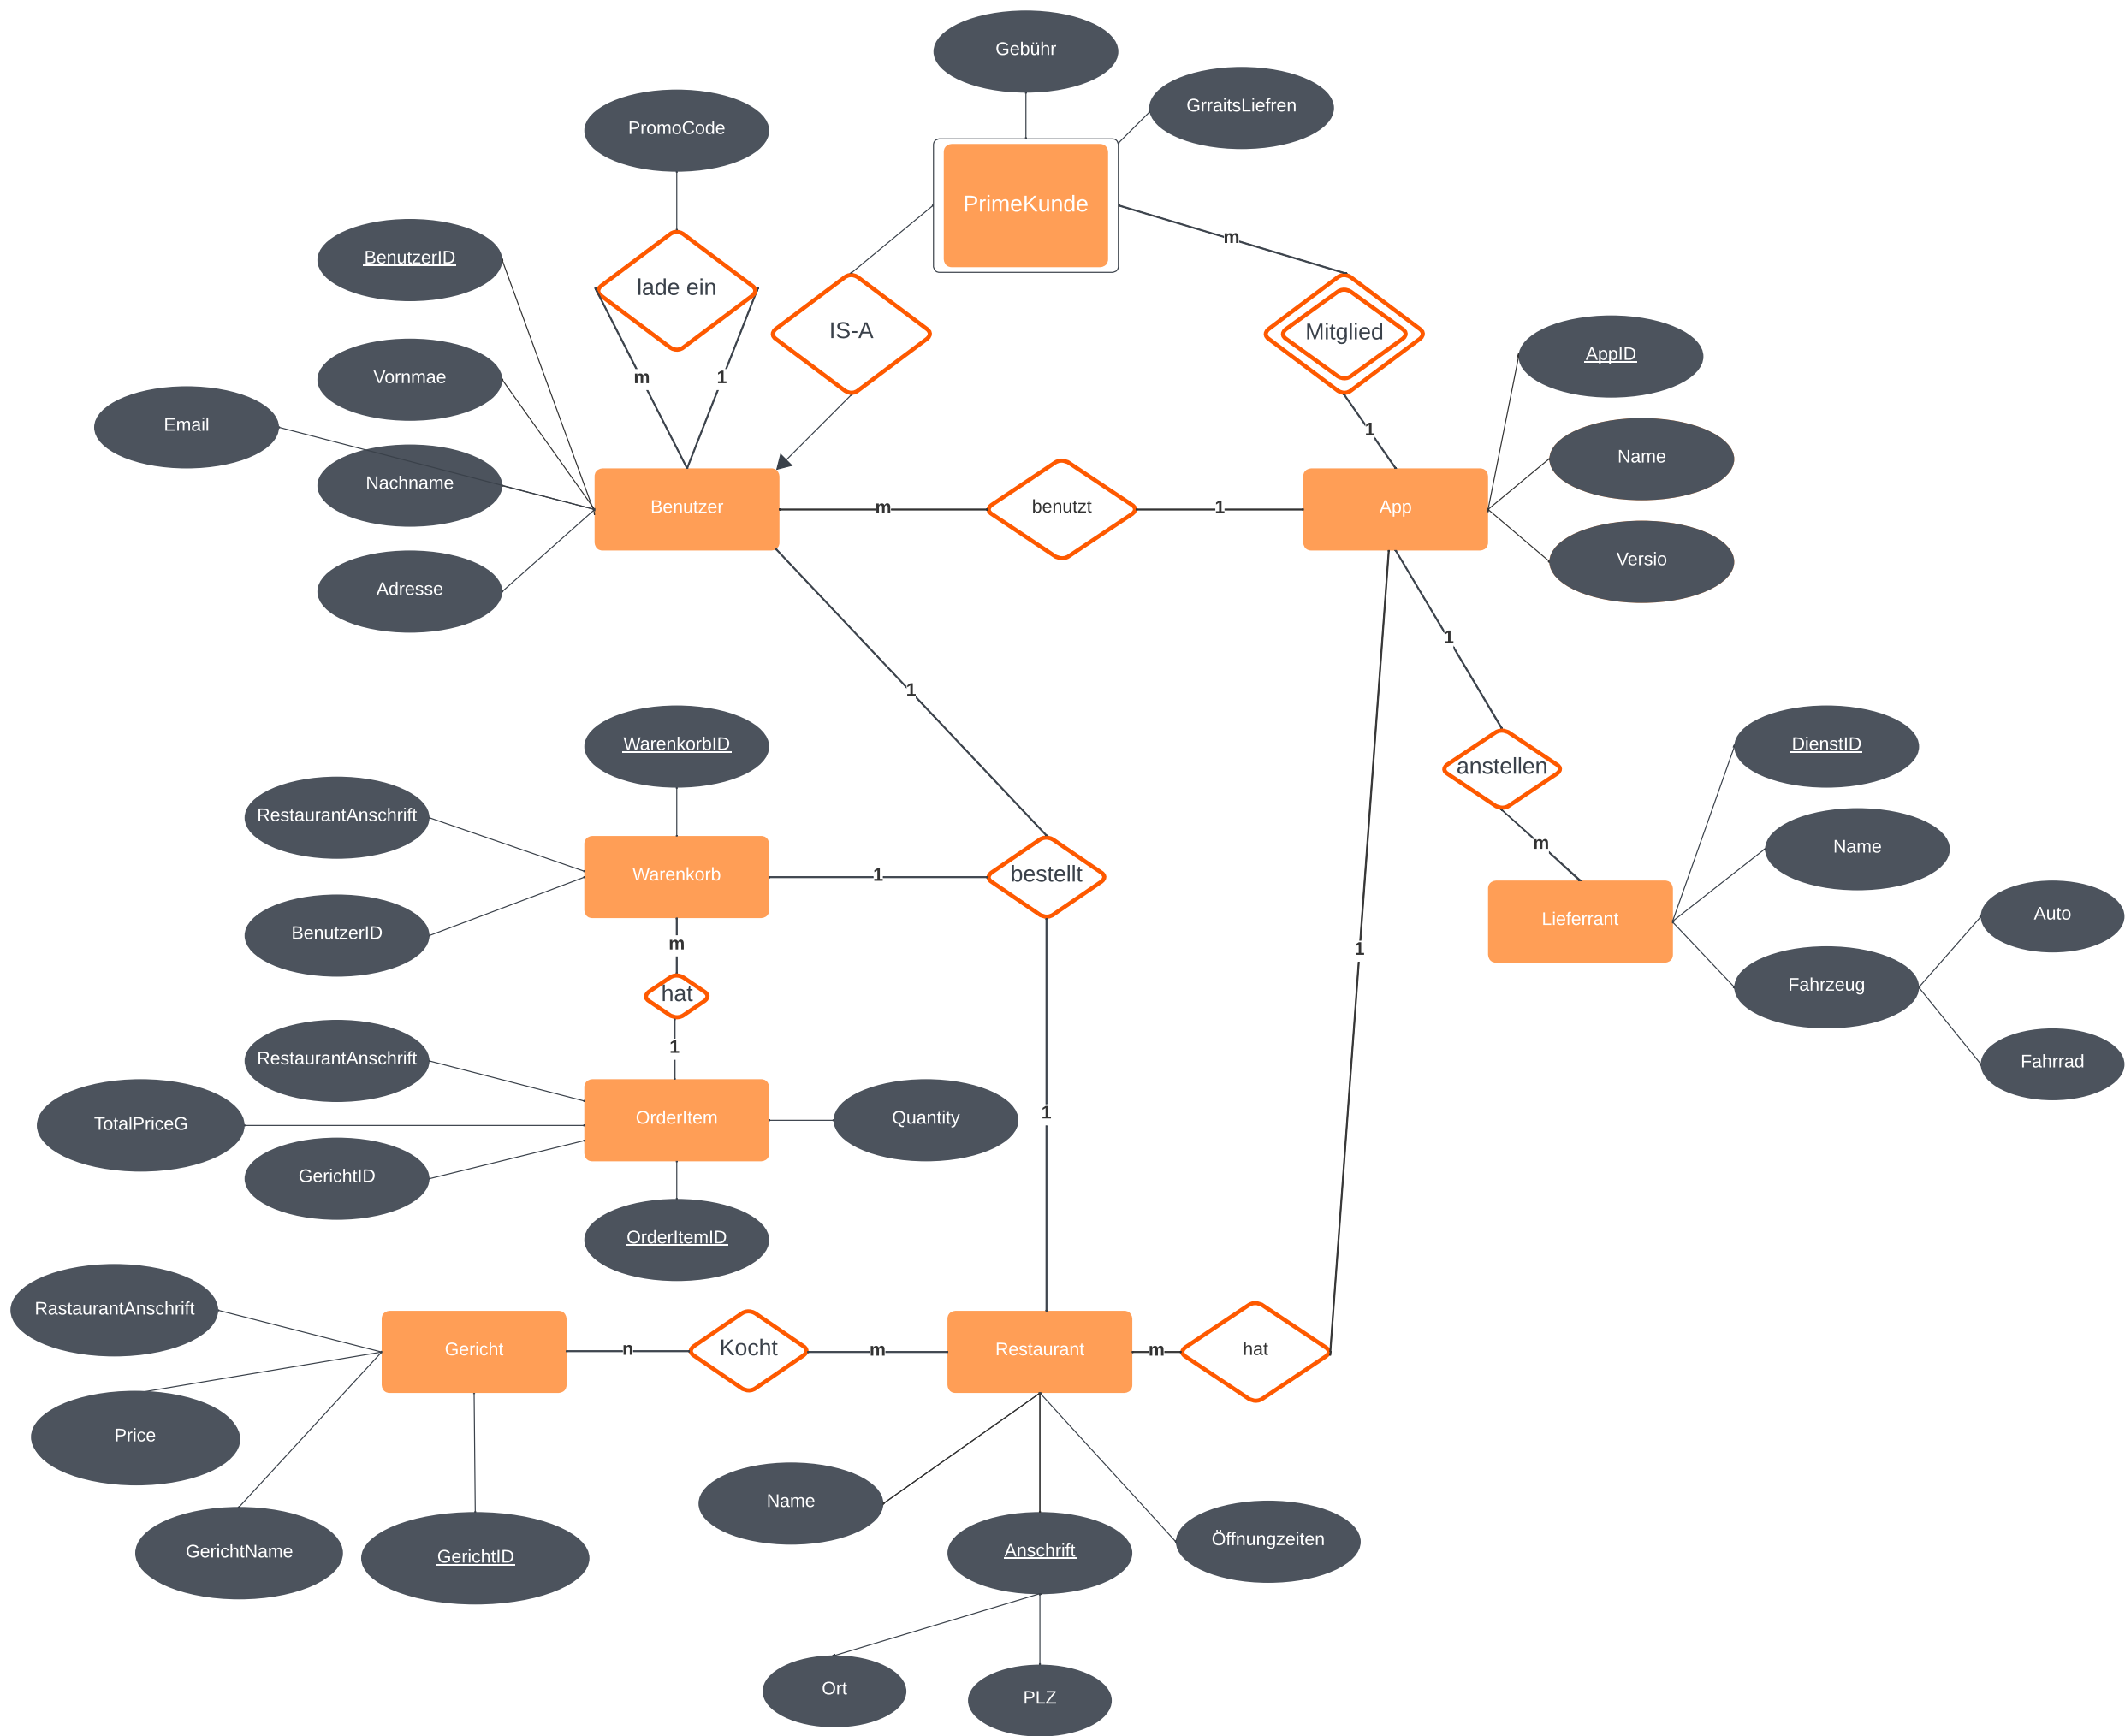 Gebühr
GrraitsLiefren
PromoCode
PrimeKunde
m
BenutzerID
lade ein
IS-A
Mitglied
AppID
Vornmae
m
1
Email
1
Name
Nachname
Benutzer
m
benutzt
1
App
Versio
Adresse
1
1
WarenkorbID
DienstID
RestaurantAnschrift
m
Name
Warenkorb
1
bestellt
Lieferrant
Auto
BenutzerID
m
1
Fahrzeug
hat
1
RestaurantAnschrift
Fahrrad
TotalPriceG
OrderItem
Quantity
1
GerichtID
OrderItemID
RastaurantAnschrift
Gericht
n
Kocht
m
Restaurant
m
hat
Price
Name
GerichtName
GerichtID
Anschrift
Öffnungzeiten
Ort
PLZ